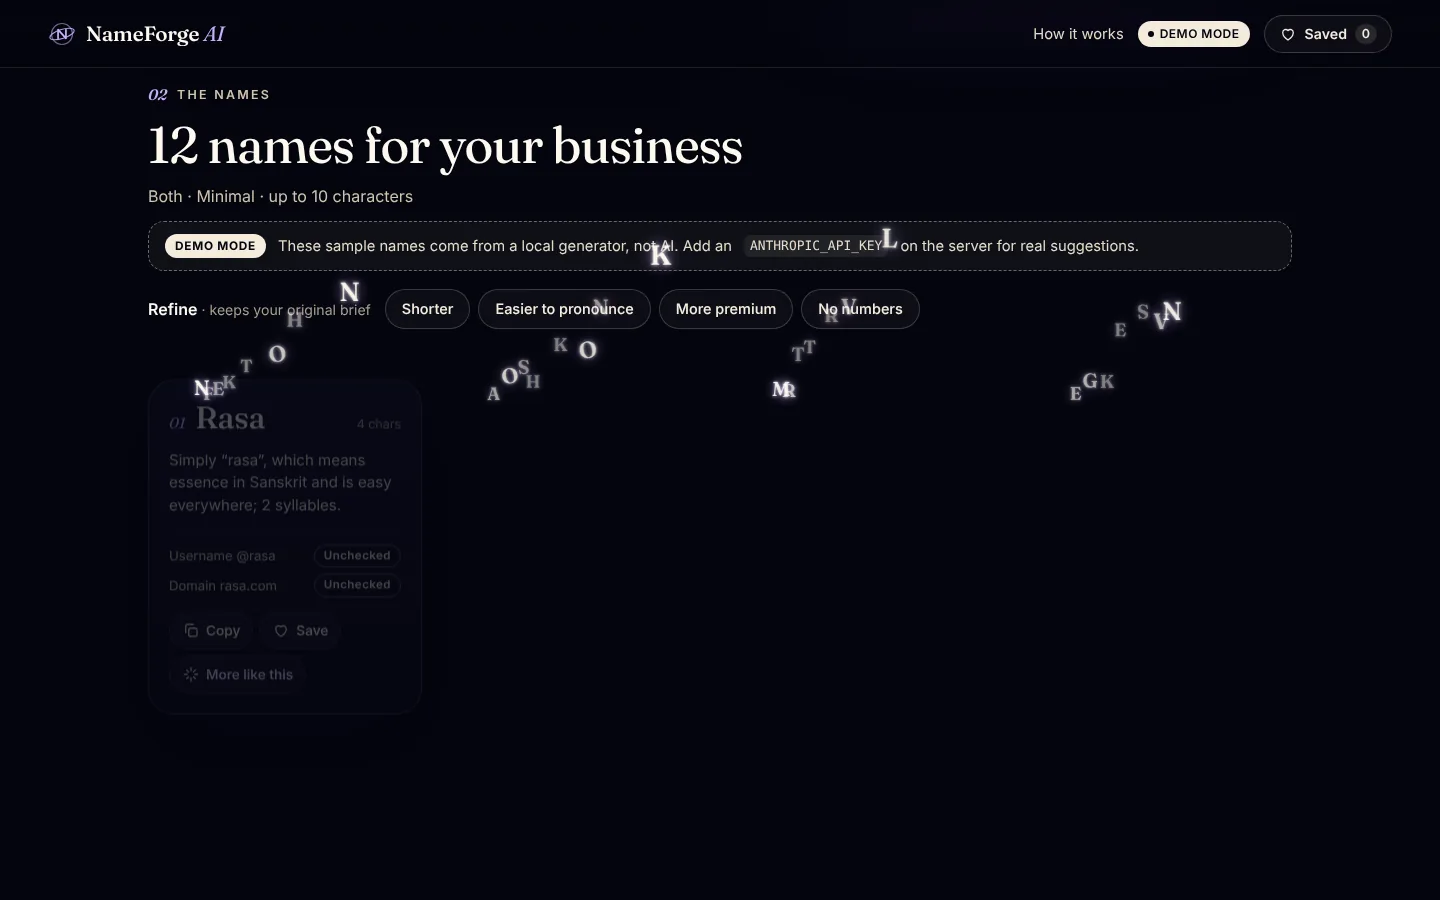 NameForge AI
How it works
DEMO MODE
Saved 0
02 THE NAMES
12 names for your business
Both · Minimal · up to 10 characters
DEMO MODE These sample names come from a local generator, not AI. Add an ANTHROPIC_API_KEY on the server for real suggestions.
K L
Refine · keeps your original brief
Shorter
Easier to pronounce
More premium
No numbers
N H N R V E S V N
T O K O T T
N E K A O S H M R E G K
01 Rasa 4 chars
Simply "rasa", which means
essence in Sanskrit and is easy
everywhere; 2 syllables.
Username @rasa Unchecked
Domain rasa.com Unchecked
Copy Save
More like this